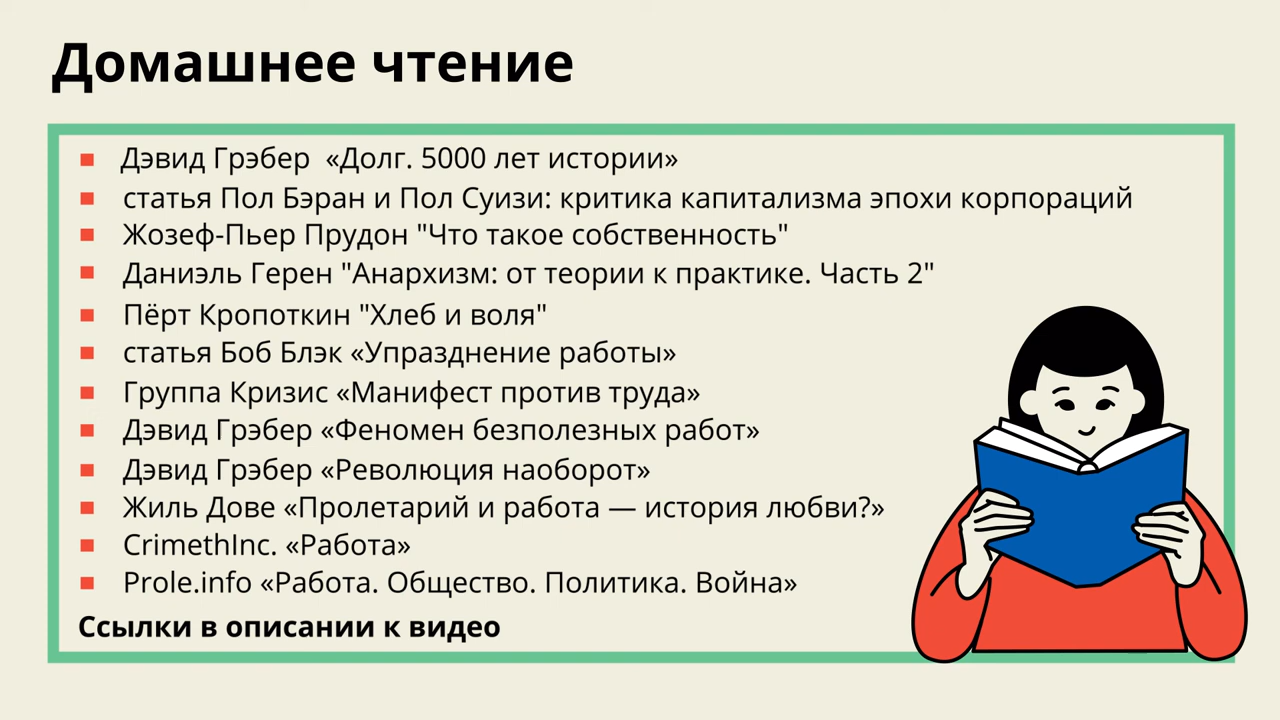 Домашнее чтение
Дэвид Грэбер «Долг. 5000 лет истории»
статья Пол Бэран и Пол Суизи: критика капитализма эпохи корпораций
Жозеф-Пьер Прудон "Что такое собственность"
Даниэль Герен "Анархизм: от теории к практике. Часть 2"
Пёрт Кропоткин "Хлеб и воля"
статья Боб Блэк «Упразднение работы»
Группа Кризис «Манифест против труда»
Дэвид Грэбер «Феномен безполезных работ»
Дэвид Грэбер «Революция наоборот»
Жиль Дове «Пролетарий и работа — история любви?»
CrimethInc. «Работа»
Prole.info «Работа. Общество. Политика. Война»
Ссылки в описании к видео